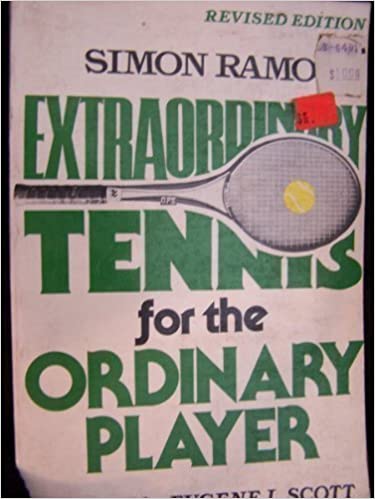 REVISED EDITION
SIMON RAMO
EXTRAORDINARY
TENNIS
for the
ORDINARY
PLAYER
EUGENE L. SCOTT